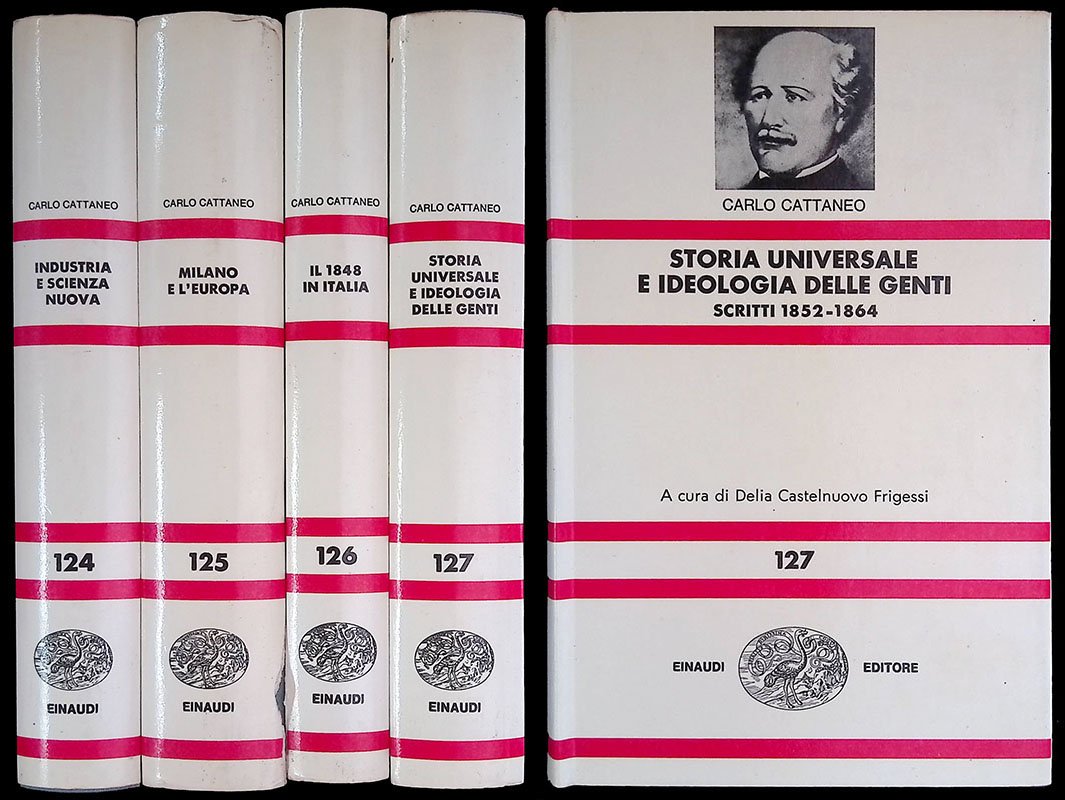 CARLO CATTANEO
INDUSTRIA
E SCIENZA
NUOVA
124
EINAUDI
CARLO CATTANEO
MILANO
E L'EUROPA
125
EINAUDI
CARLO CATTANEO
IL 1848
IN ITALIA
126
EINAUDI
CARLO CATTANEO
STORIA
UNIVERSALE
E IDEOLOGIA
DELLE GENTI
127
EINAUDI
CARLO CATTANEO
STORIA UNIVERSALE
E IDEOLOGIA DELLE GENTI
SCRITTI 1852-1864
A cura di Delia Castelnuovo Frigessi
127
EINAUDI EDITORE